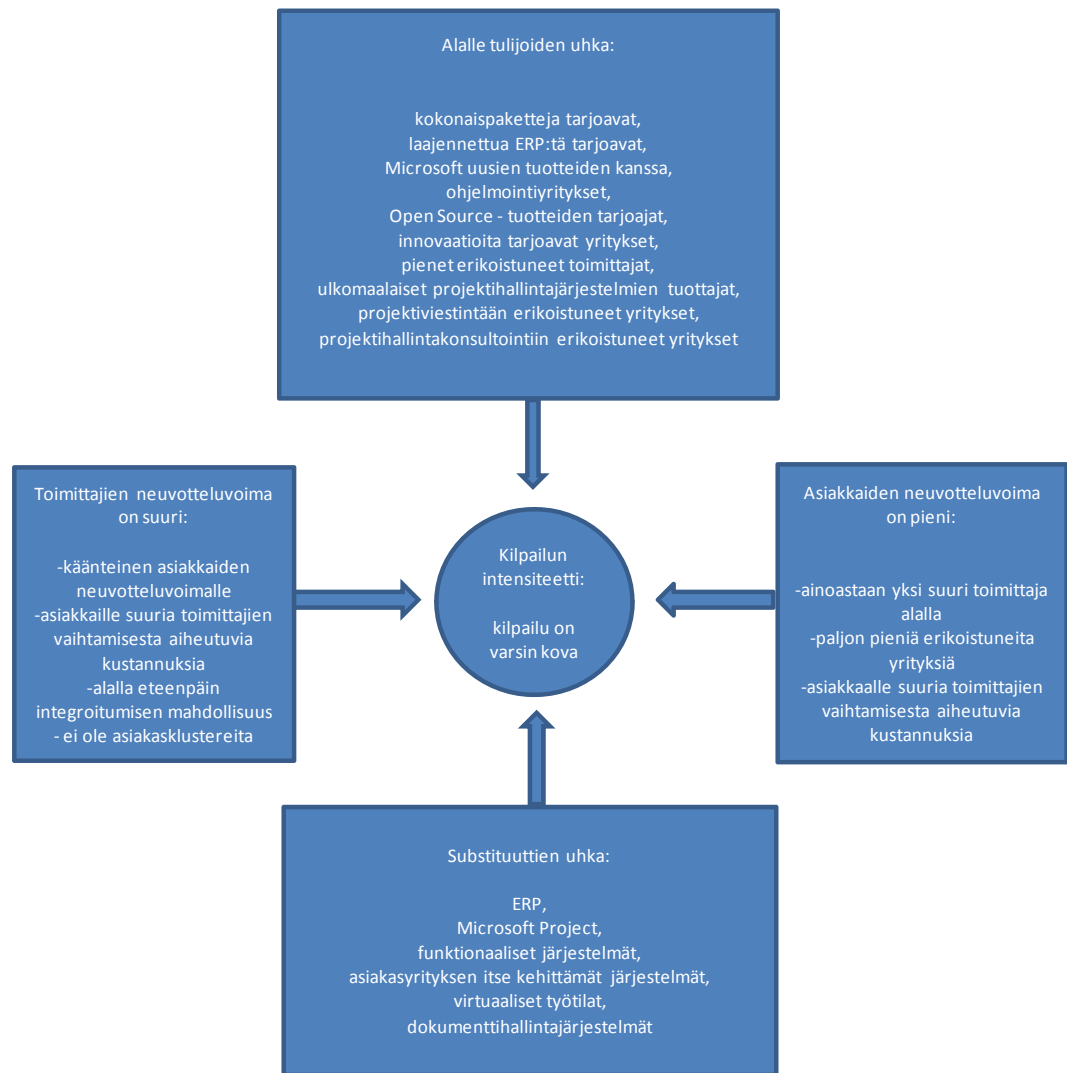 Alalle tulijoiden uhka:
kokonaispaketteja tarjoavat,
laajennettua ERP:tä tarjoavat,
Microsoft uusien tuotteiden kanssa,
ohjelmointiyritykset,
Open Source - tuotteiden tarjoajat,
innovaatioita tarjoavat yritykset,
pienet erikoistuneet toimittajat,
ulkomaalaiset projektihallintajärjestelmien tuottajat,
projektiviestintään erikoistuneet yritykset,
projektihallintakonsultointiin erikoistuneet yritykset
Toimittajien neuvotteluvoima
on suuri:
-käänteinen asiakkaiden
neuvotteluvoimalle
-asiakkaille suuria toimittajien
vaihtamisesta aiheutuvia
kustannuksia
-alalla eteenpäin
integroitumisen mahdollisuus
- ei ole asiakasklustereita
Kilpailun
intensiteetti:
kilpailu on
varsin kova
Asiakkaiden neuvotteluvoima
on pieni:
-ainoastaan yksi suuri toimittaja
alalla
-paljon pieniä erikoistuneita
yrityksiä
-asiakkaalle suuria toimittajien
vaihtamisesta aiheutuvia
kustannuksia
Substituuttien uhka:
ERP,
Microsoft Project,
funktionaaliset järjestelmät,
asiakasyrityksen itse kehittämät järjestelmät,
virtuaaliset työtilat,
dokumenttihallintajärjestelmät